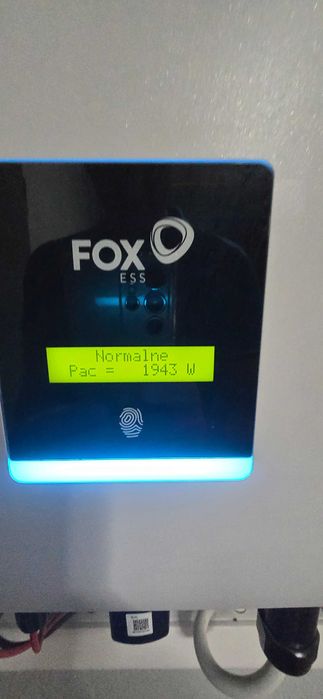 FOX
ESS
Normalne
Pac = 1943 W